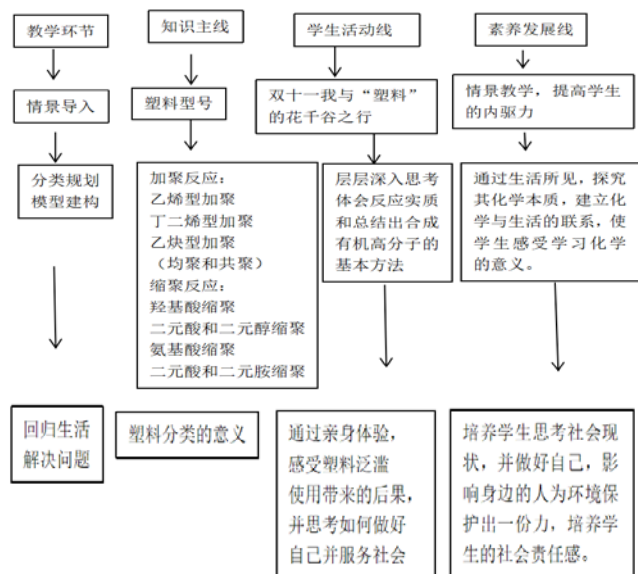 教学环节
知识主线
学生活动线
素养发展线
情景导入
塑料型号
双十一我与“塑料”
的花千谷之行
情景教学，提高学生
的内驱力
分类规划
模型建构
加聚反应：
乙烯型加聚
丁二烯型加聚
乙炔型加聚
（均聚和共聚）
缩聚反应：
羟基酸缩聚
二元酸和二元醇缩聚
氨基酸缩聚
二元酸和二元胺缩聚
层层深入思考
体会反应实质
和总结出合成
有机高分子的
基本方法
通过生活所见，探究
其化学本质，建立化
学与生活的联系，使
学生感受学习化学
的意义。
回归生活
解决问题
塑料分类的意义
通过亲身体验，
感受塑料泛滥
使用带来的后果，
并思考如何做好
自己并服务社会
培养学生思考社会现
状，并做好自己，影
响身边的人为环境保
护出一份力，培养学
生的社会责任感。